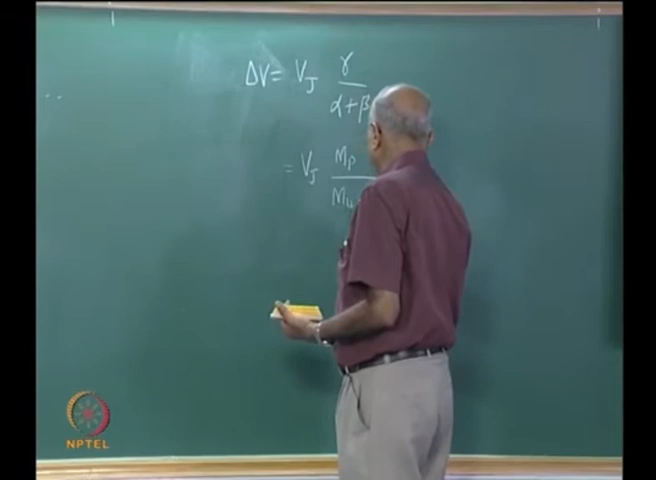 ΔV = V_J γ / α + β
= V_J M_P / M_u
NPTEL